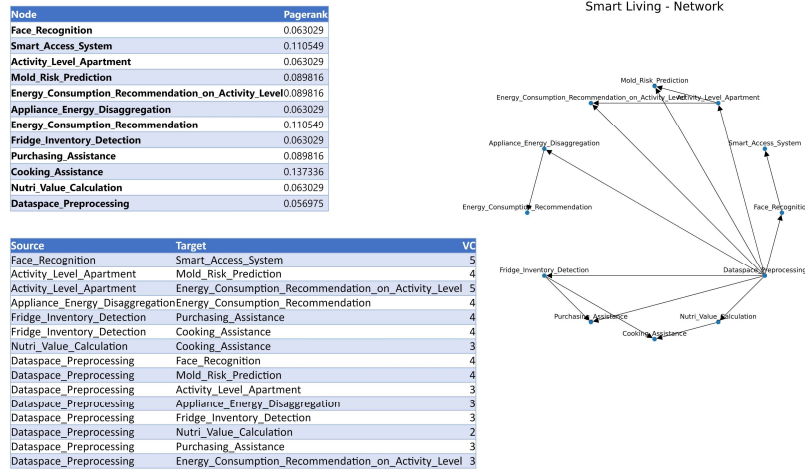 Smart Living - Network
Node Pagerank
Face_Recognition 0.063029
Smart_Access_System 0.110549
Activity_Level_Apartment 0.063029
Mold_Risk_Prediction 0.089816
Energy_Consumption_Recommendation_on_Activity_Level 0.089816
Appliance_Energy_Disaggregation 0.063029
Energy_Consumption_Recommendation 0.110549
Fridge_Inventory_Detection 0.063029
Purchasing_Assistance 0.089816
Cooking_Assistance 0.137336
Nutri_Value_Calculation 0.063029
Dataspace_Preprocessing 0.056975
Source Target VC
Face_Recognition Smart_Access_System 5
Activity_Level_Apartment Mold_Risk_Prediction 4
Activity_Level_Apartment Energy_Consumption_Recommendation_on_Activity_Level 5
Appliance_Energy_Disaggregation Energy_Consumption_Recommendation 4
Fridge_Inventory_Detection Purchasing_Assistance 4
Fridge_Inventory_Detection Cooking_Assistance 4
Nutri_Value_Calculation Cooking_Assistance 3
Dataspace_Preprocessing Face_Recognition 4
Dataspace_Preprocessing Mold_Risk_Prediction 4
Dataspace_Preprocessing Activity_Level_Apartment 3
Dataspace_Preprocessing Appliance_Energy_Disaggregation 3
Dataspace_Preprocessing Fridge_Inventory_Detection 3
Dataspace_Preprocessing Nutri_Value_Calculation 2
Dataspace_Preprocessing Purchasing_Assistance 3
Dataspace_Preprocessing Energy_Consumption_Recommendation_on_Activity_Level 3
Mold_Risk_Prediction
Energy_Consumption_Recommendation_on_Activity_Level Activity_Level_Apartment
Appliance_Energy_Disaggregation
Smart_Access_System
Energy_Consumption_Recommendation
Face_Recognitio
Fridge_Inventory_Detection
Dataspace_Preprocessing
Purchasing_Assistance
Nutri_Value_Calculation
Cooking_Assistance